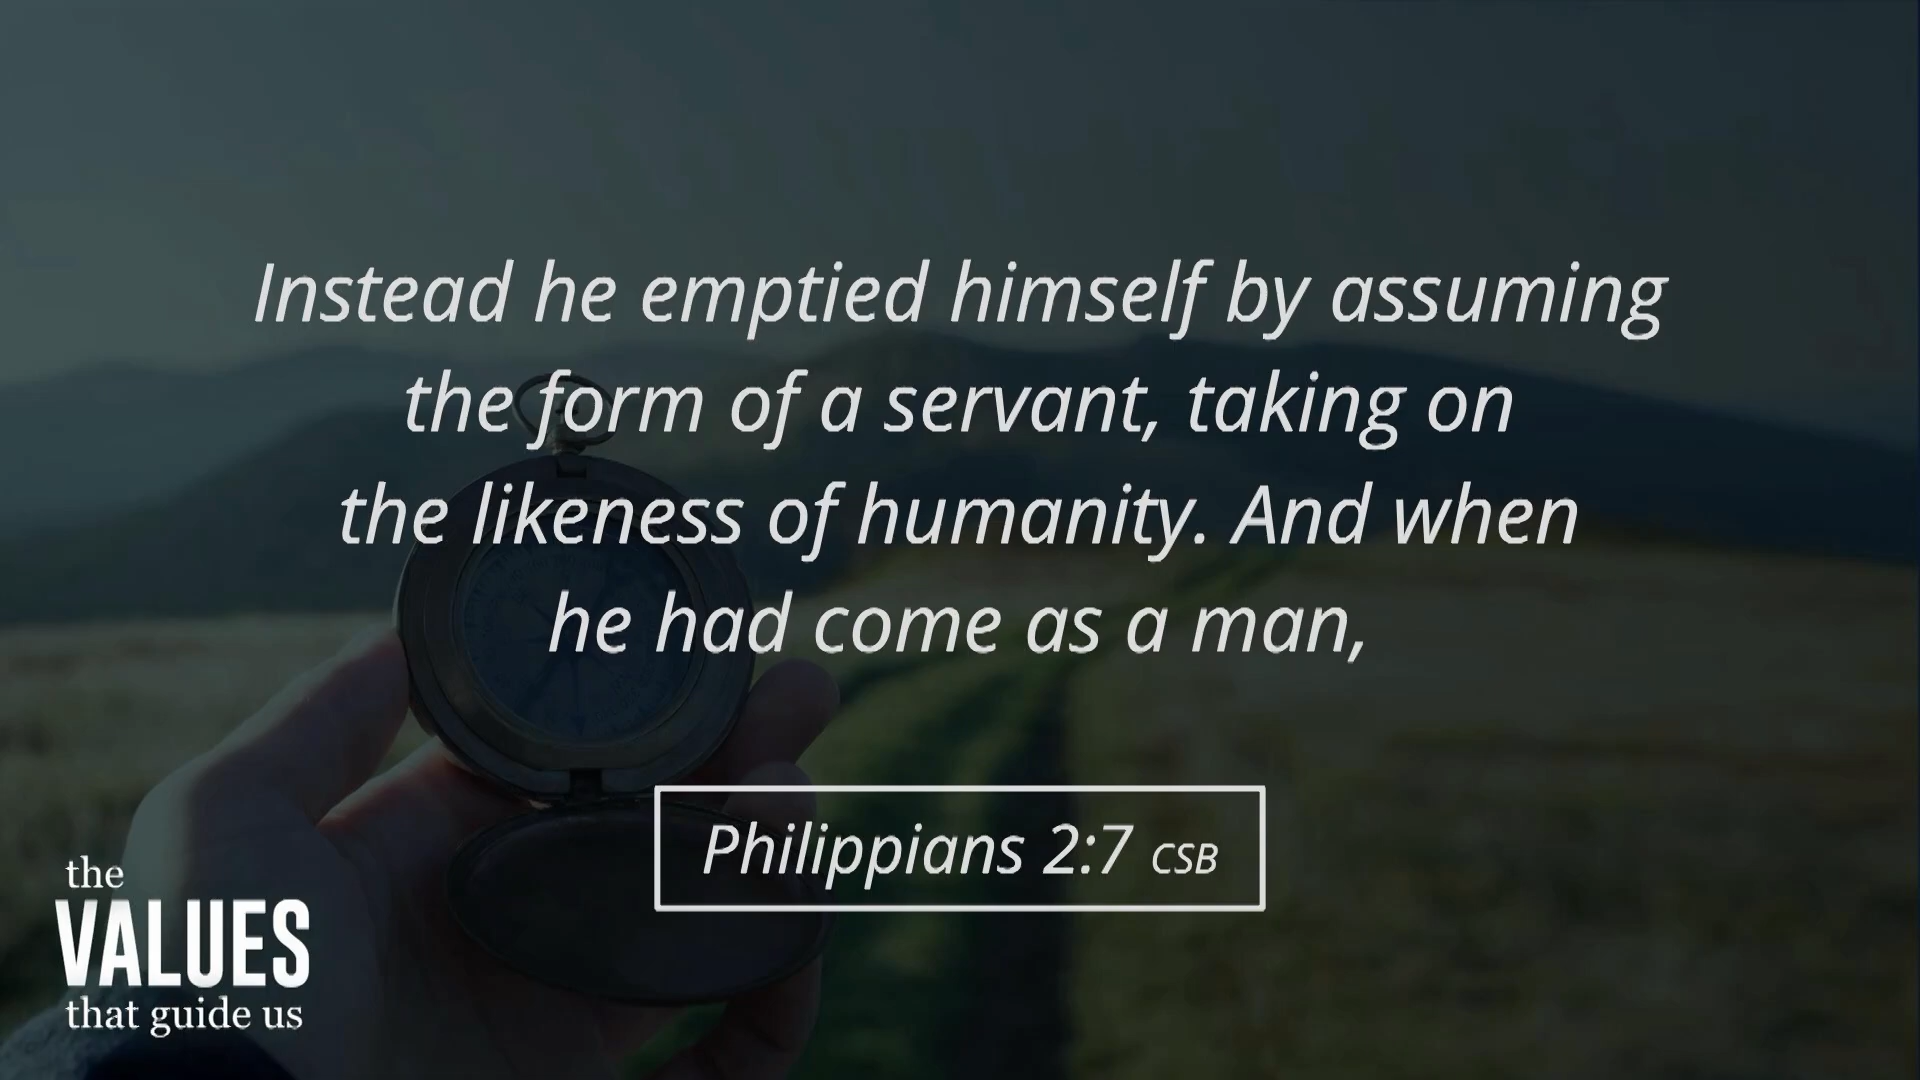 Instead he emptied himself by assuming
the form of a servant, taking on
the likeness of humanity. And when
he had come as a man,
Philippians 2:7 CSB
the
VALUES
that guide us